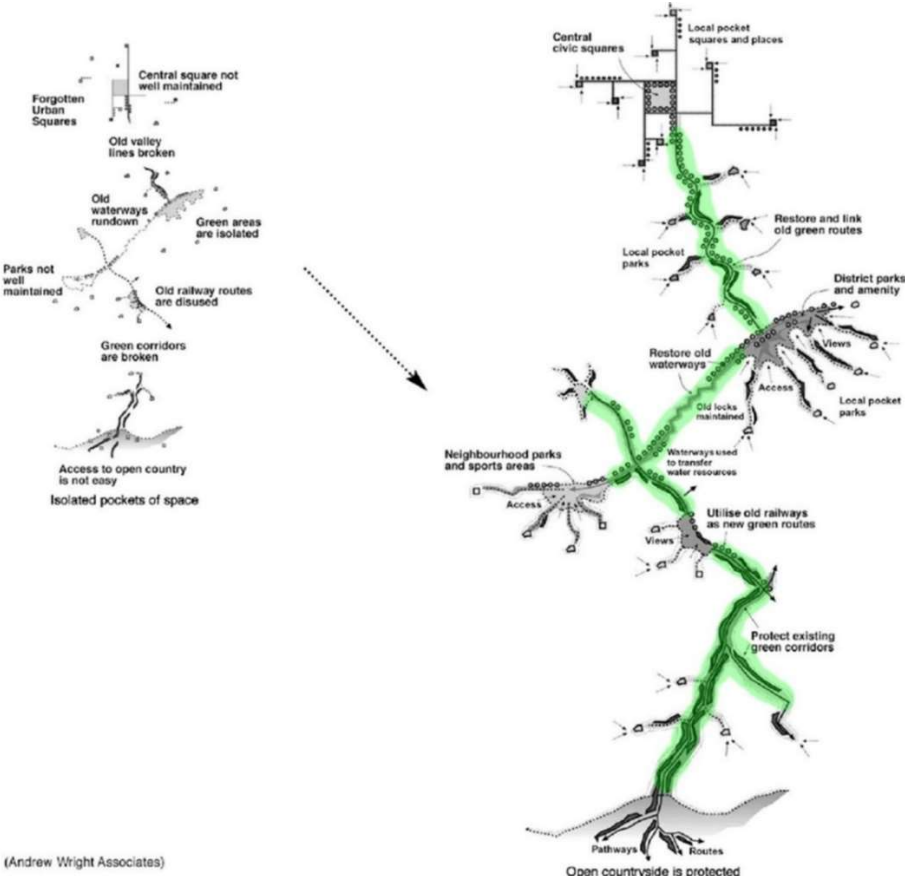 Central square not
well maintained
Forgotten
Urban
Squares
Old valley
lines broken
Old
waterways
rundown
Green areas
are isolated
Parks not
well
maintained
Old railway routes
are disused
Green corridors
are broken
Access to open country
is not easy
Isolated pockets of space
(Andrew Wright Associates)
Central
civic squares
Local pocket
squares and places
Restore and link
old green routes
Local pocket
parks
District parks
and amenity
Views
Restore old
waterways
Access
Old locks
maintained
Local pocket
parks
Waterways used
to transfer
water resources
Neighbourhood parks
and sports areas
Access
Utilise old railways
as new green routes
Views
Protect existing
green corridors
Pathways
Routes
Open countryside is protected